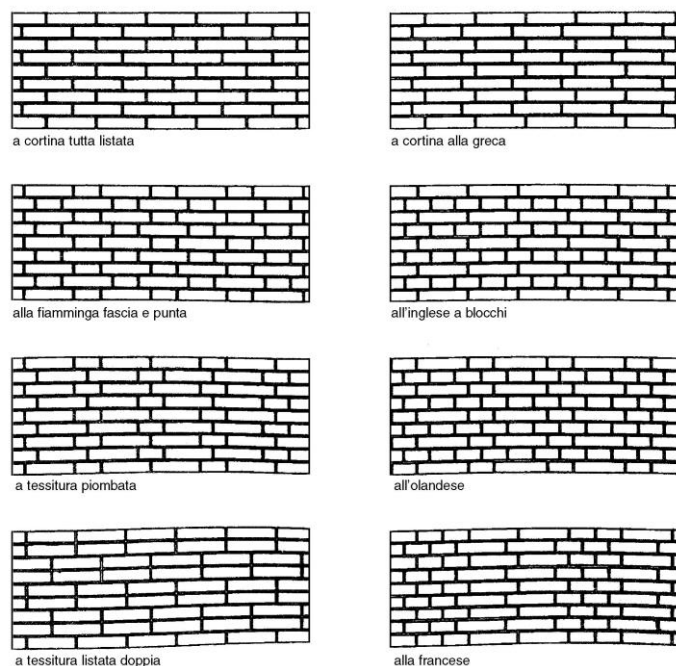 a cortina tutta listata
a cortina alla greca
alla fiamminga fascia e punta
all'inglese a blocchi
a tessitura piombata
all'olandese
a tessitura listata doppia
alla francese